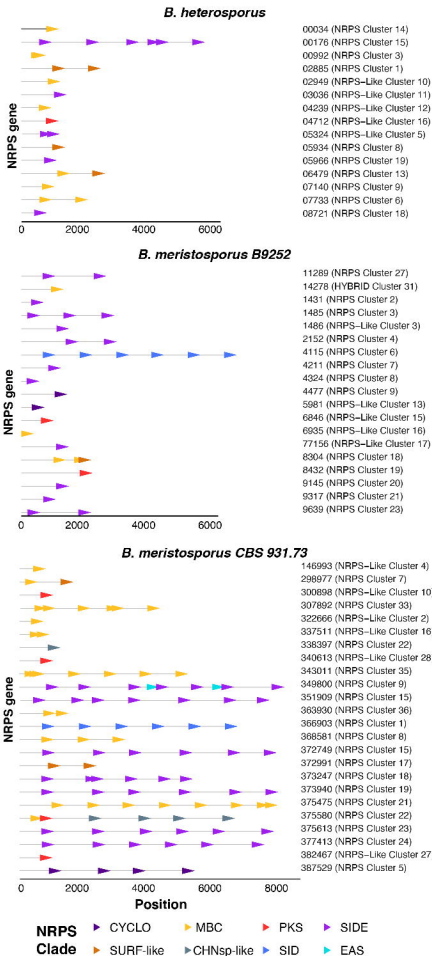 B. heterosporus
NRPS gene
00034 (NRPS Cluster 14)
00176 (NRPS Cluster 15)
00992 (NRPS Cluster 3)
02885 (NRPS Cluster 1)
02949 (NRPS-Like Cluster 10)
03036 (NRPS-Like Cluster 11)
04239 (NRPS-Like Cluster 12)
04712 (NRPS-Like Cluster 16)
05324 (NRPS-Like Cluster 5)
05934 (NRPS Cluster 8)
05966 (NRPS Cluster 19)
06479 (NRPS Cluster 13)
07140 (NRPS Cluster 9)
07733 (NRPS Cluster 6)
08721 (NRPS Cluster 18)
0 2000 4000 6000
B. meristosporus B9252
NRPS gene
11289 (NRPS Cluster 27)
14278 (HYBRID Cluster 31)
1431 (NRPS Cluster 2)
1485 (NRPS Cluster 3)
1486 (NRPS-Like Cluster 3)
2152 (NRPS Cluster 4)
4115 (NRPS Cluster 6)
4211 (NRPS Cluster 7)
4324 (NRPS Cluster 8)
4477 (NRPS Cluster 9)
5981 (NRPS-Like Cluster 13)
6846 (NRPS-Like Cluster 15)
6935 (NRPS-Like Cluster 16)
77156 (NRPS-Like Cluster 17)
8304 (NRPS Cluster 18)
8432 (NRPS Cluster 19)
9145 (NRPS Cluster 20)
9317 (NRPS Cluster 21)
9639 (NRPS Cluster 23)
0 2000 4000 6000
B. meristosporus CBS 931.73
NRPS gene
146993 (NRPS-Like Cluster 4)
298977 (NRPS Cluster 7)
300898 (NRPS-Like Cluster 10
307892 (NRPS Cluster 33)
322666 (NRPS-Like Cluster 2)
337511 (NRPS-Like Cluster 16
338397 (NRPS Cluster 22)
340613 (NRPS-Like Cluster 28
343011 (NRPS Cluster 35)
349800 (NRPS Cluster 9)
351909 (NRPS Cluster 15)
363930 (NRPS Cluster 36)
366903 (NRPS Cluster 1)
368581 (NRPS Cluster 8)
372749 (NRPS Cluster 15)
372991 (NRPS Cluster 17)
373247 (NRPS Cluster 18)
373940 (NRPS Cluster 19)
375475 (NRPS Cluster 21)
375580 (NRPS Cluster 22)
375613 (NRPS Cluster 23)
377413 (NRPS Cluster 24)
382467 (NRPS-Like Cluster 27
387529 (NRPS Cluster 5)
0 2000 4000 6000 8000
Position
NRPS Clade
CYCLO MBC PKS SIDE
SURF-like CHNsp-like SID EAS